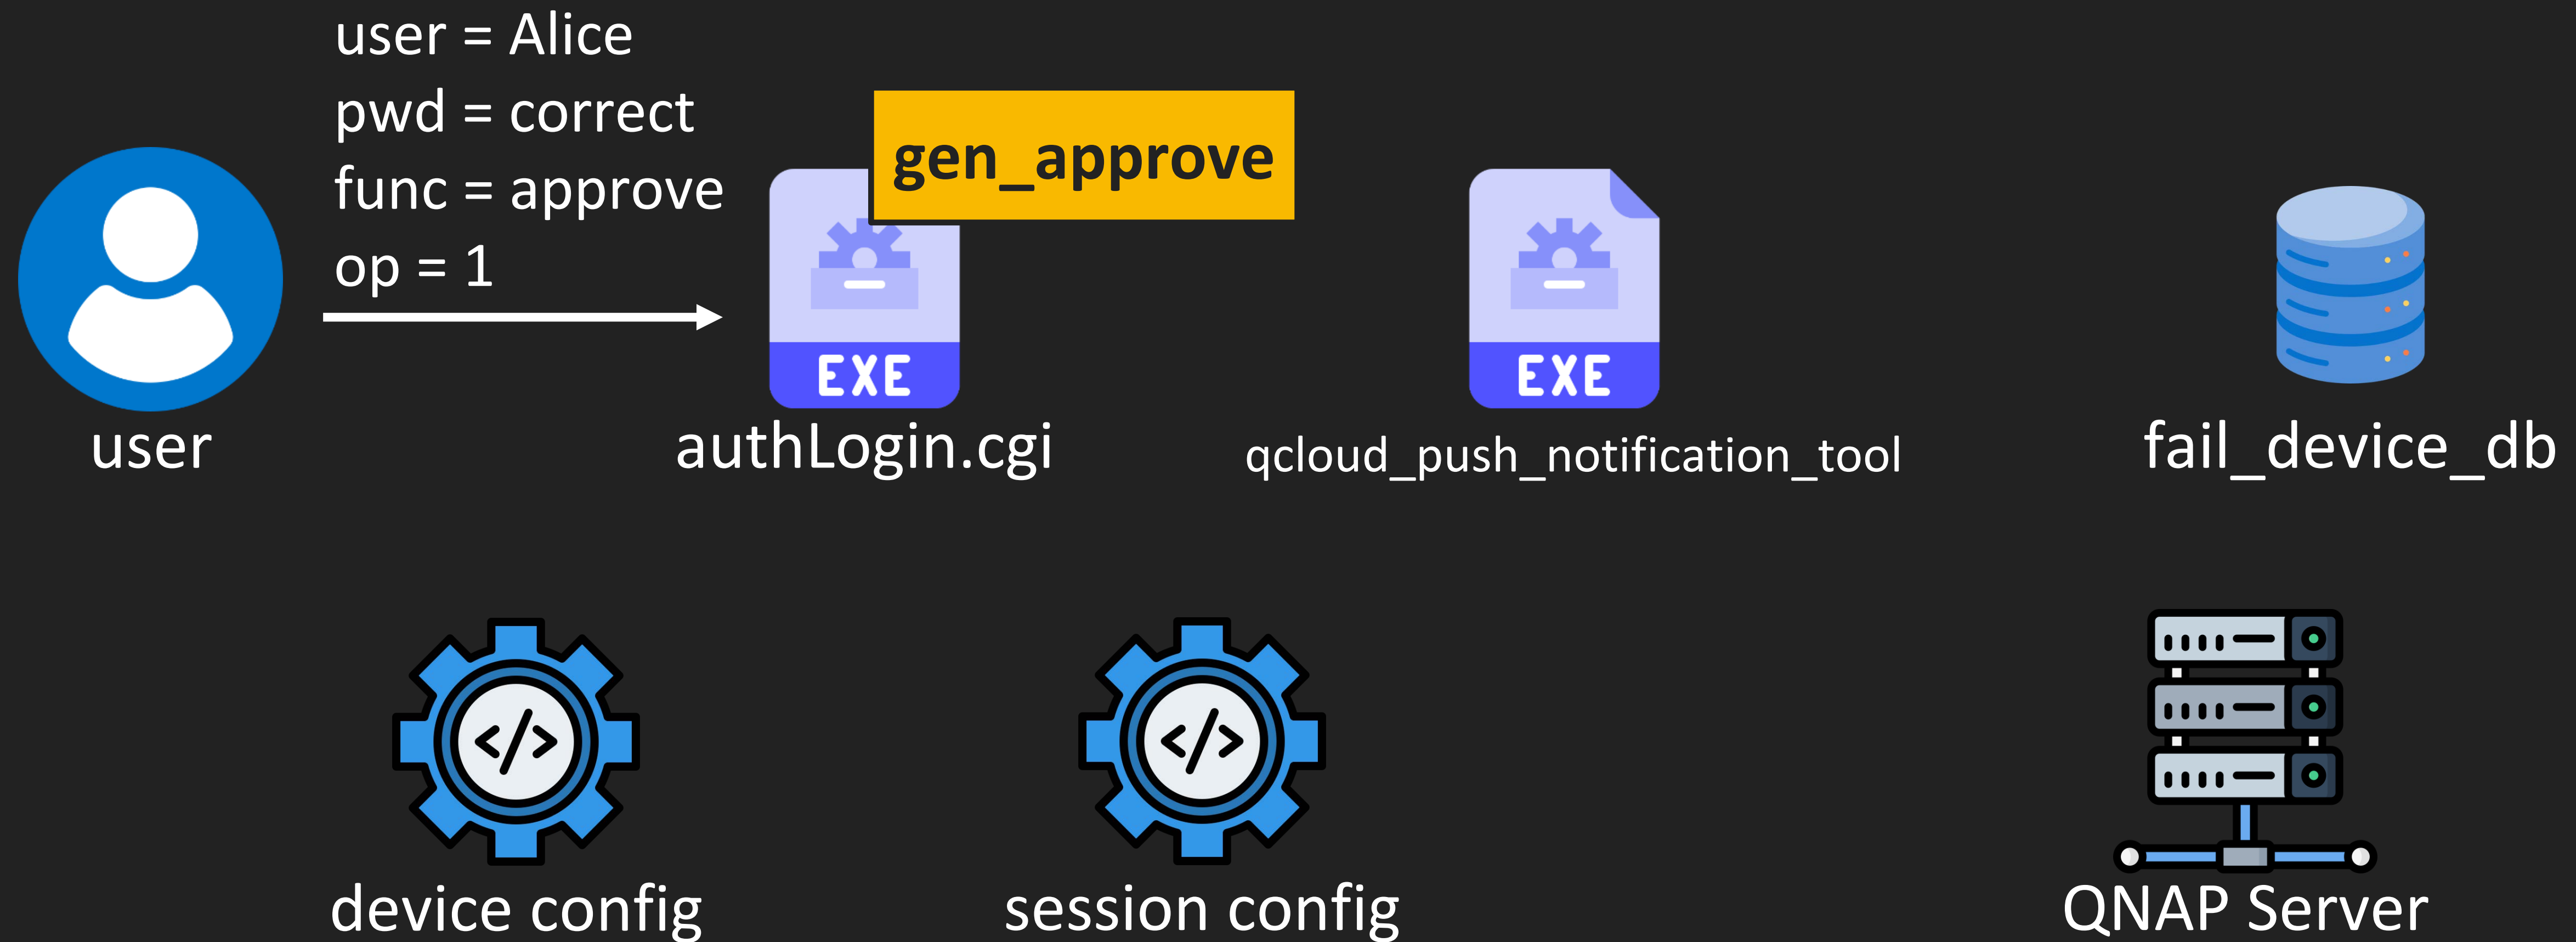 user = Alice
pwd = correct
func = approve
op = 1
gen_approve
EXE
EXE
user
authLogin.cgi
qcloud_push_notification_tool
fail_device_db
</>
</>
device config
session config
QNAP Server